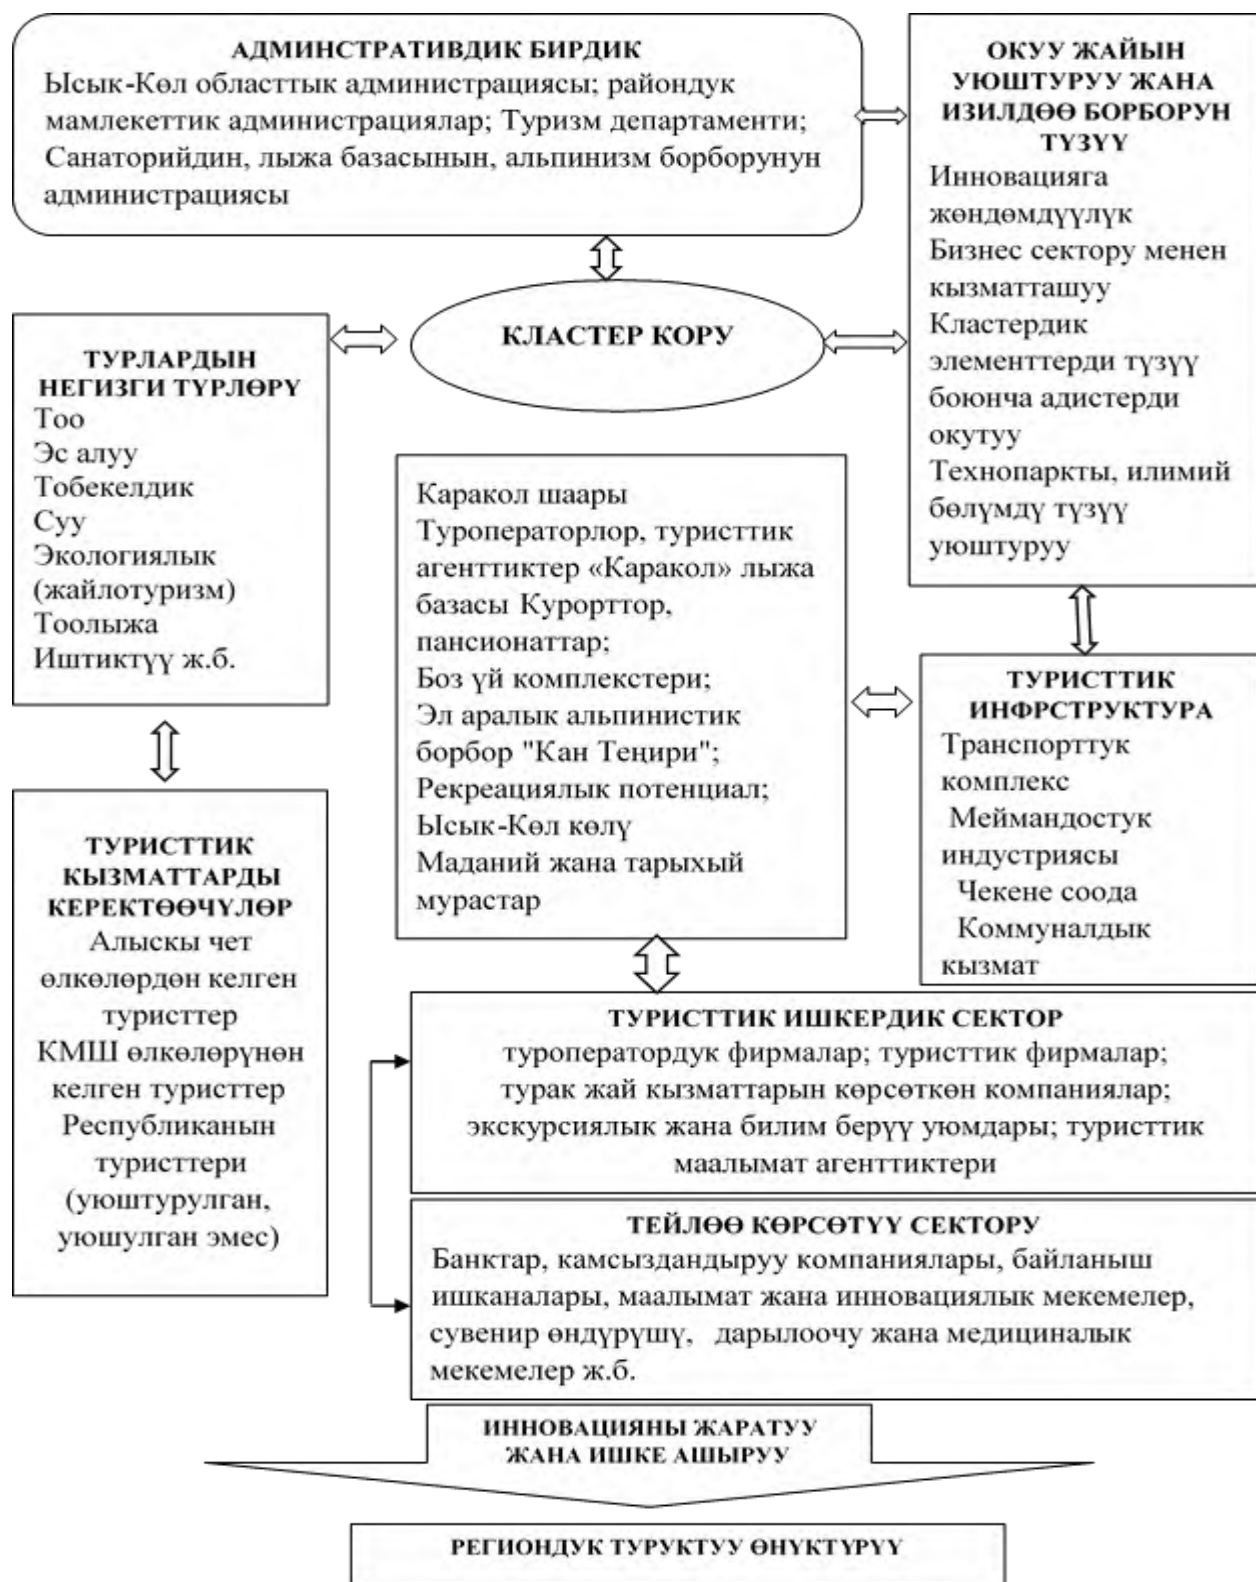 АДМИНСТРАТИВДИК БИРДИК
Ысык-Көл областтык администрациясы; райондук
мамлекеттик администрациялар; Туризм департаменти;
Санаторийдин, лыжа базасынын, альпинизм борборунун
администрациясы
ОКУУ ЖАЙЫН
УЮШТУРУУ ЖАНА
ИЗИЛДӨӨ БОРБОРУН
ТҮЗҮҮ
Инновацияга
жөндөмдүүлүк
Бизнес сектору менен
кызматташуу
Кластердик
элементтерди түзүү
боюнча адистерди
окутуу
Технопаркты, илимий
бөлүмдү түзүү
уюштуруу
КЛАСТЕР КОРУ
ТУРЛАРДЫН
НЕГИЗГИ ТҮРЛӨРҮ
Тоо
Эс алуу
Тобекелдик
Суу
Экологиялык
(жайлотуризм)
Тоолыжа
Иштиктүү ж.б.
Каракол шаары
Туроператорлор, туристтик
агенттиктер «Каракол» лыжа
базасы Курорттор,
пансионаттар;
Боз үй комплекстери;
Эл аралык альпинистик
борбор "Кан Теңири";
Рекреациялык потенциал;
Ысык-Көл көлү
Маданий жана тарыхый
мурастар
ТУРИСТТИК
ИНФРСТРУКТУРА
Транспорттук
комплекс
Меймандостук
индустриясы
Чекене соода
Коммуналдык
кызмат
ТУРИСТТИК
КЫЗМАТТАРДЫ
КЕРЕКТӨӨЧҮЛӨР
Алыскы чет
өлкөлөрдөн келген
туристтер
КМШ өлкөлөрүнөн
келген туристтер
Республиканын
туристтери
(уюштурулган,
уюшулган эмес)
ТУРИСТТИК ИШКЕРДИК СЕКТОР
туроператордук фирмалар; туристтик фирмалар;
турак жай кызматтарын көрсөткөн компаниялар;
экскурсиялык жана билим берүү уюмдары; туристтик
маалымат агенттиктери
ТЕЙЛӨӨ КӨРСӨТҮҮ СЕКТОРУ
Банктар, камсыздандыруу компаниялары, байланыш
ишканалары, маалымат жана инновациялык мекемелер,
сувенир өндүрүшү, дарылоочу жана медициналык
мекемелер ж.б.
ИННОВАЦИЯНЫ ЖАРАТУУ
ЖАНА ИШКЕ АШЫРУУ
РЕГИОНДУК ТУРУКТУУ ӨНҮКТҮРҮҮ